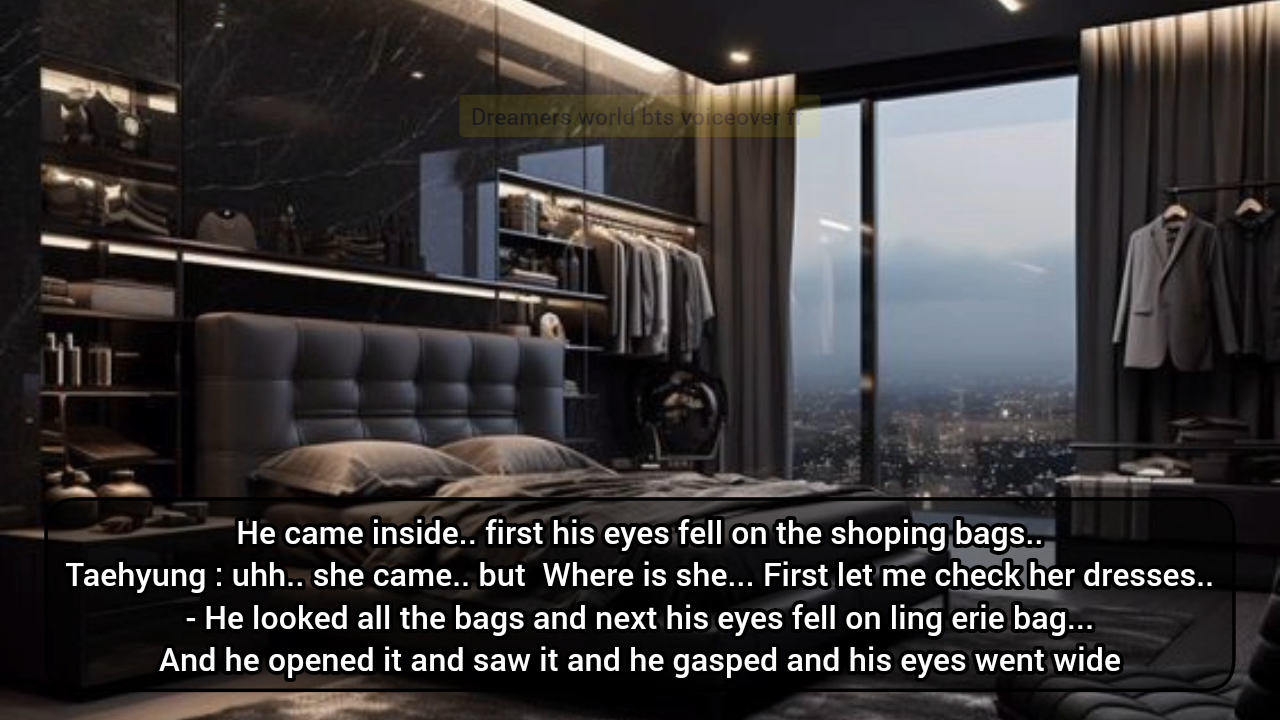 Dreamers world bts voiceover ff
He came inside.. first his eyes fell on the shoping bags..
Taehyung : uhh.. she came.. but  Where is she... First let me check her dresses..
- He looked all the bags and next his eyes fell on ling erie bag...
And he opened it and saw it and he gasped and his eyes went wide